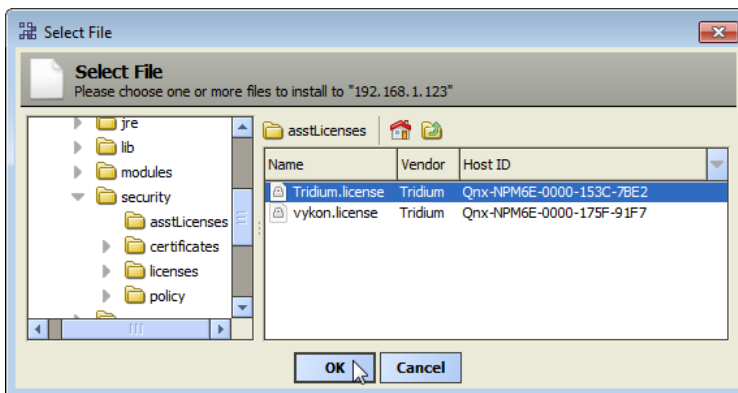 Select File
Select File
Please choose one or more files to install to "192.168.1.123"
jre
lib
modules
security
asstLicenses
certificates
licenses
policy
asstLicenses
Name Vendor Host ID
Tridium.license Tridium Qnx-NPM6E-0000-153C-7BE2
vykon.license Tridium Qnx-NPM6E-0000-175F-91F7
OK Cancel